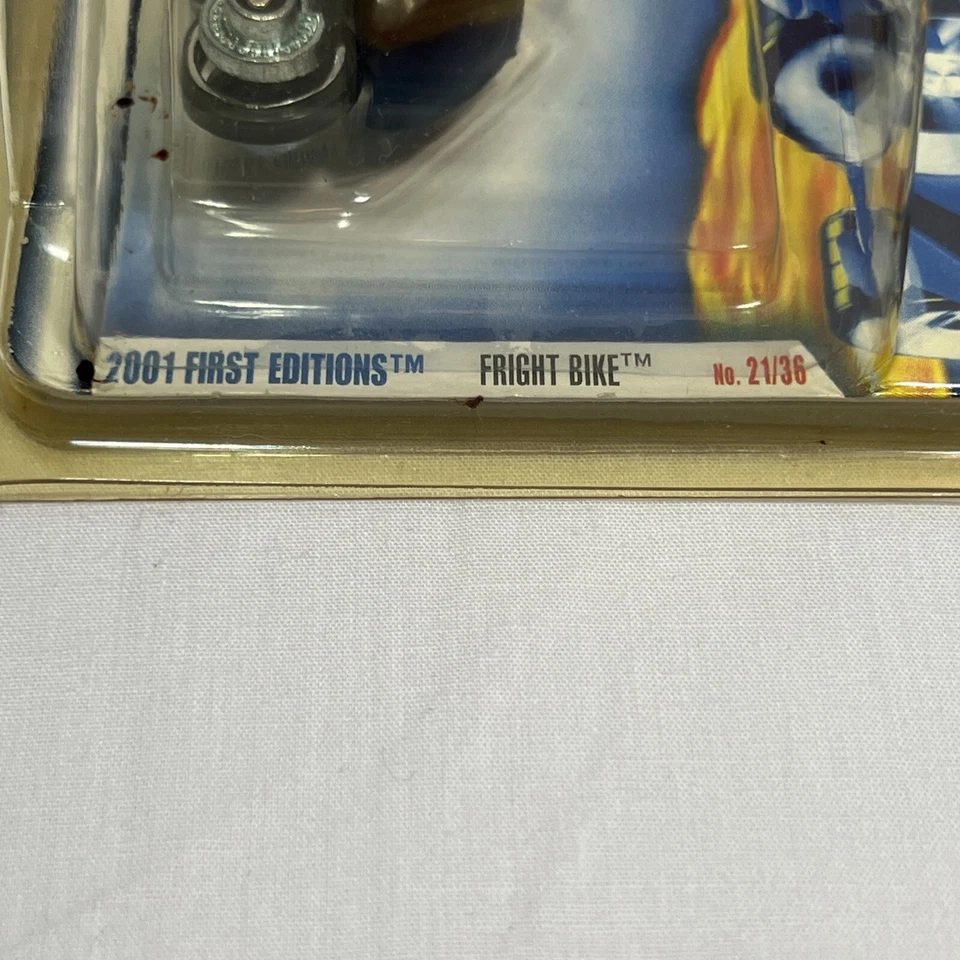 2001 FIRST EDITIONS™ FRIGHT BIKE™ No. 21/36